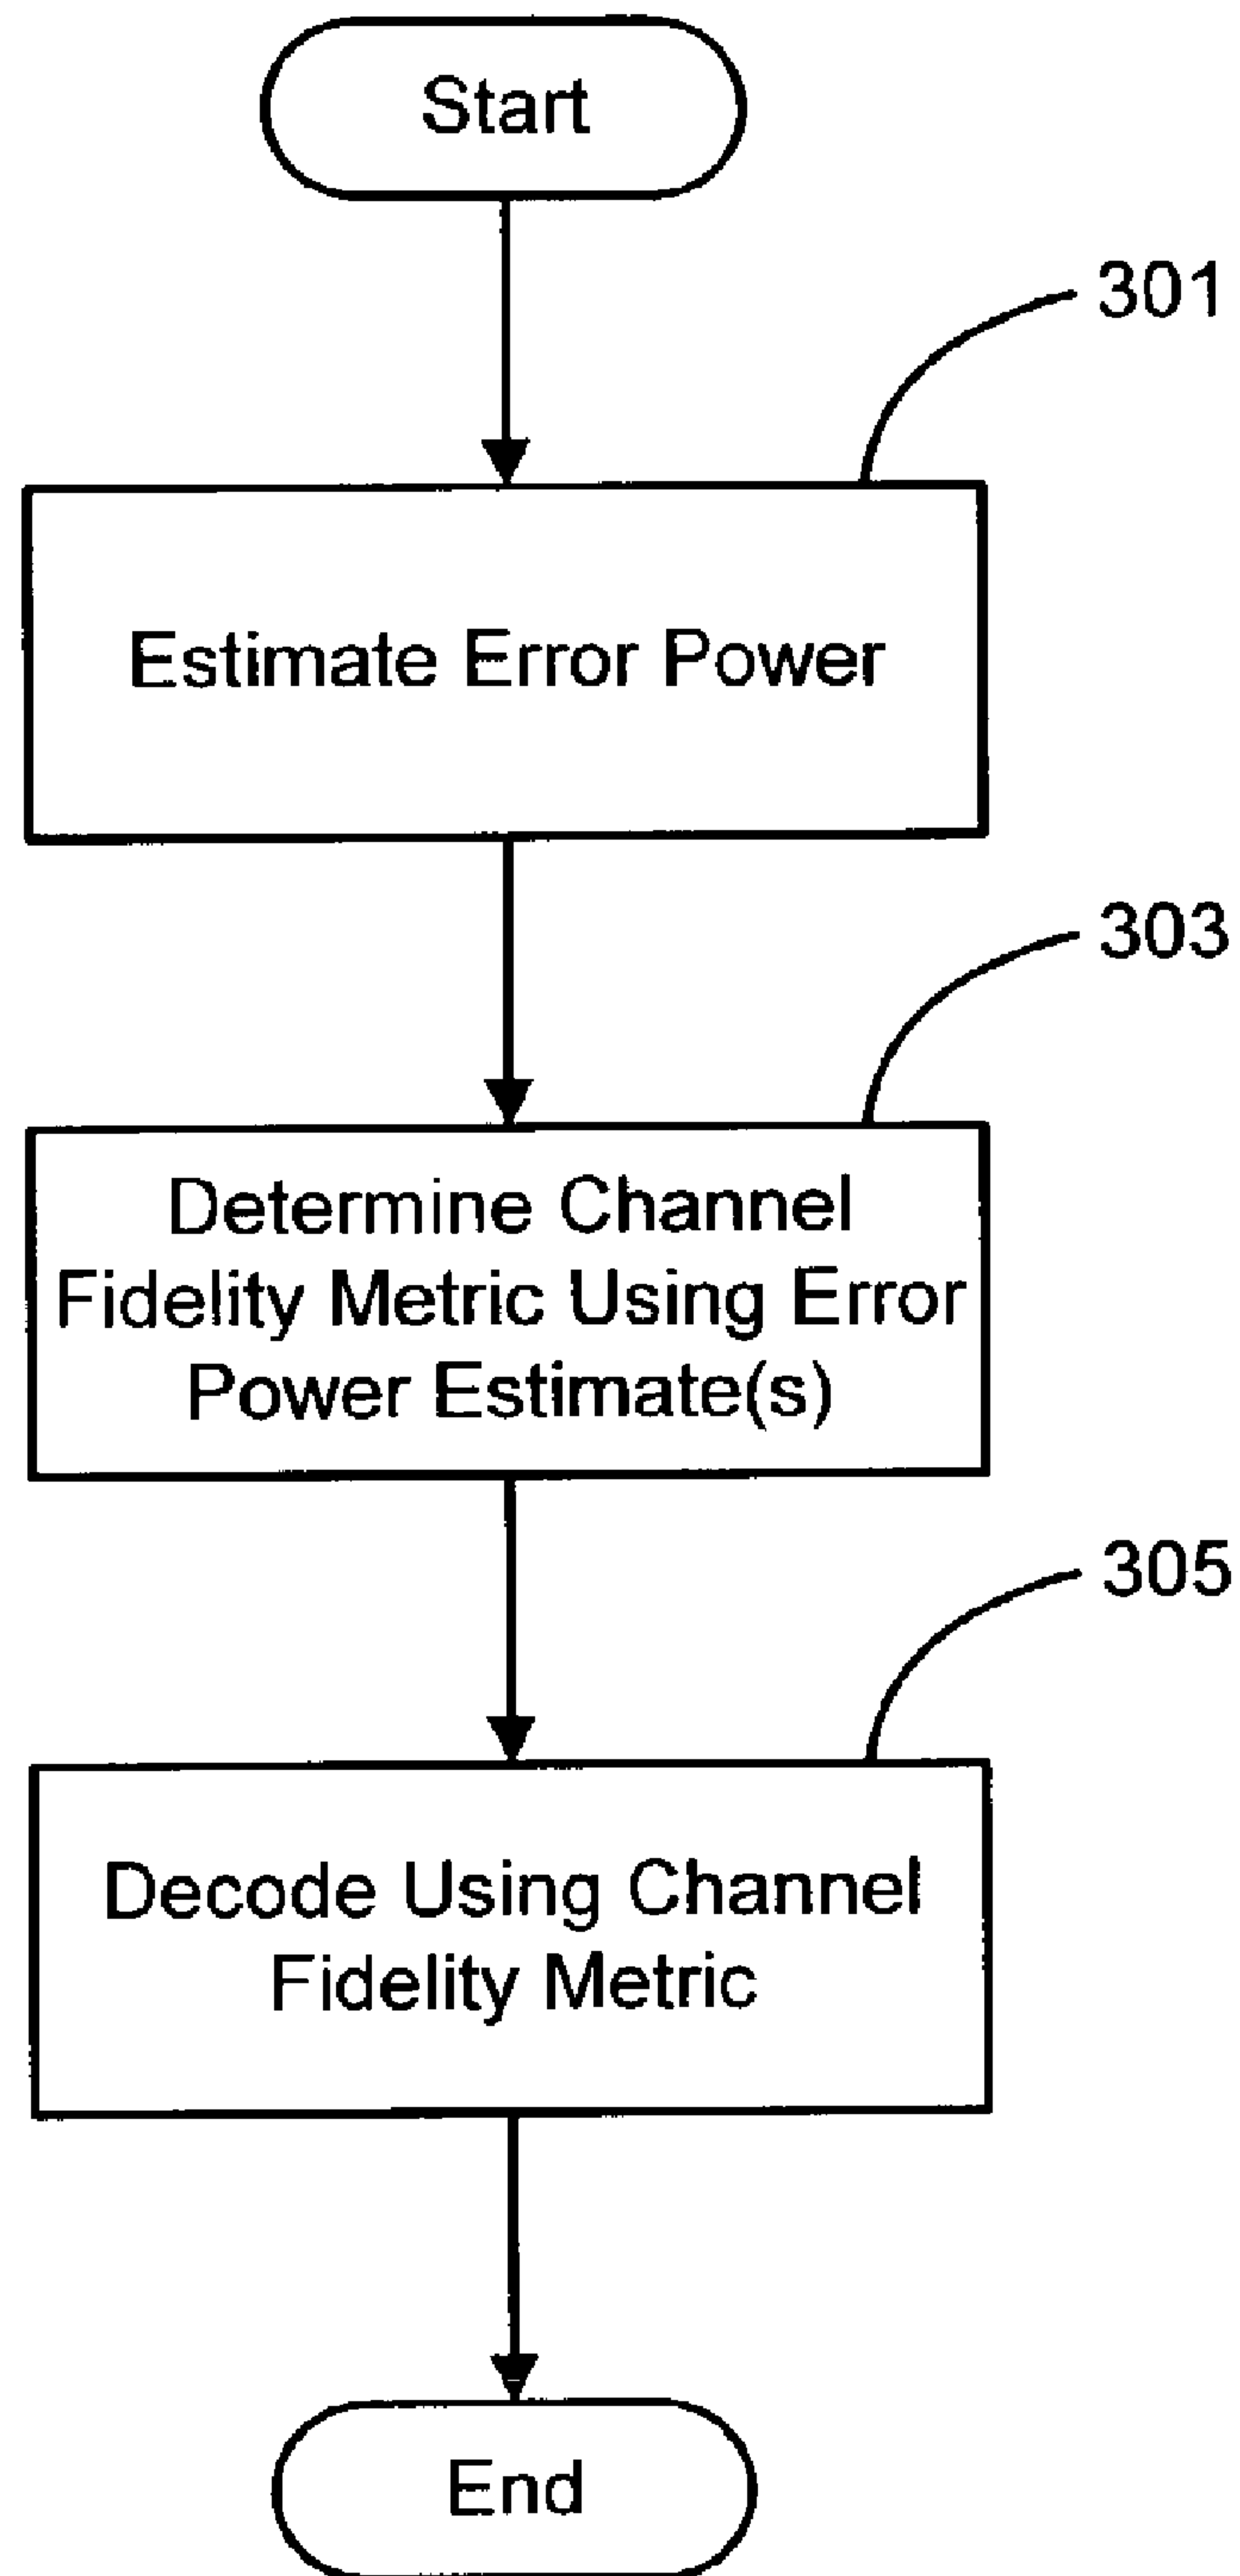 Start
301
Estimate Error Power
303
Determine Channel
Fidelity Metric Using Error
Power Estimate(s)
305
Decode Using Channel
Fidelity Metric
End